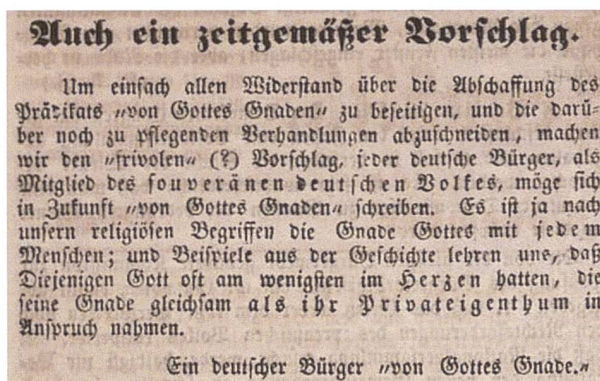 Auch ein zeitgemäßer Vorschlag.
Um einfach allen Widerstand über die Abschaffung des
Prädikats „von Gottes Gnaden„ zu beseitigen, und die darü-
ber noch zu pflegenden Verhandlungen abzuschneiden, machen
wir den „frivolen„ (?) Vorschlag, jeder deutsche Bürger, als
Mitglied des souveränen deutschen Volkes, möge sich
in Zukunft „von Gottes Gnaden„ schreiben. Es ist ja nach
unsern religiösen Begriffen die Gnade Gottes mit jedem
Menschen; und Beispiele aus der Geschichte lehren uns, daß
Diejenigen Gott oft am wenigsten im Herzen hatten, die
seine Gnade gleichsam als ihr Privateigenthum in
Anspruch nahmen.
Ein deutscher Bürger „von Gottes Gnade.„